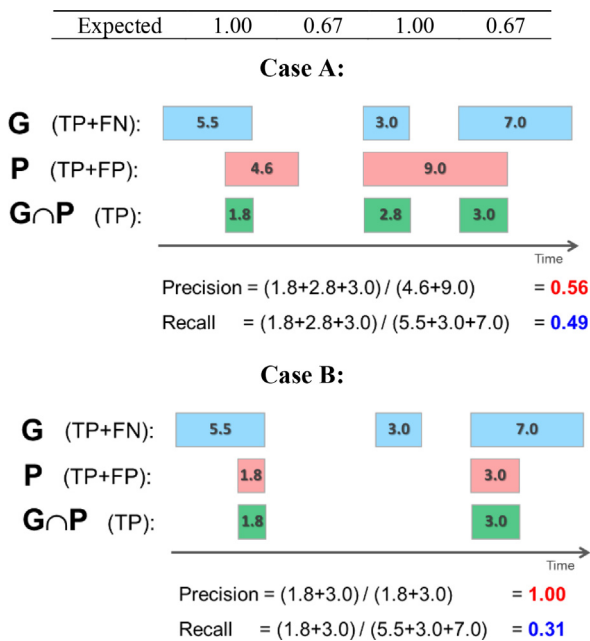 Expected 1.00 0.67 1.00 0.67
Case A:
G (TP+FN): 5.5 3.0 7.0
P (TP+FP): 4.6 9.0
G∩P (TP): 1.8 2.8 3.0
Time
Precision = (1.8+2.8+3.0) / (4.6+9.0) = 0.56
Recall = (1.8+2.8+3.0) / (5.5+3.0+7.0) = 0.49
Case B:
G (TP+FN): 5.5 3.0 7.0
P (TP+FP): 1.8 3.0
G∩P (TP): 1.8 3.0
Time
Precision = (1.8+3.0) / (1.8+3.0) = 1.00
Recall = (1.8+3.0) / (5.5+3.0+7.0) = 0.31